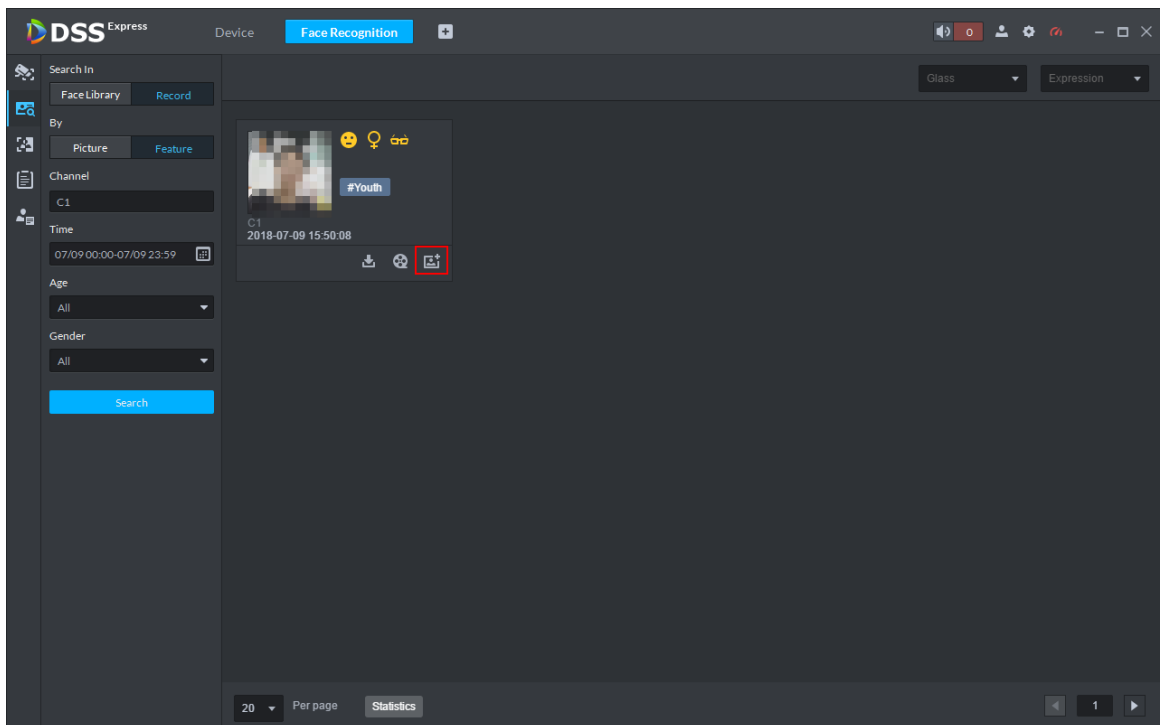 DSS Express
Device
Face Recognition
0
Search In
Face Library
Record
By
Picture
Feature
Channel
C1
Time
07/09 00:00-07/09 23:59
Age
All
Gender
All
Search
Glass
Expression
#Youth
C1
2018-07-09 15:50:08
20
Per page
Statistics
1